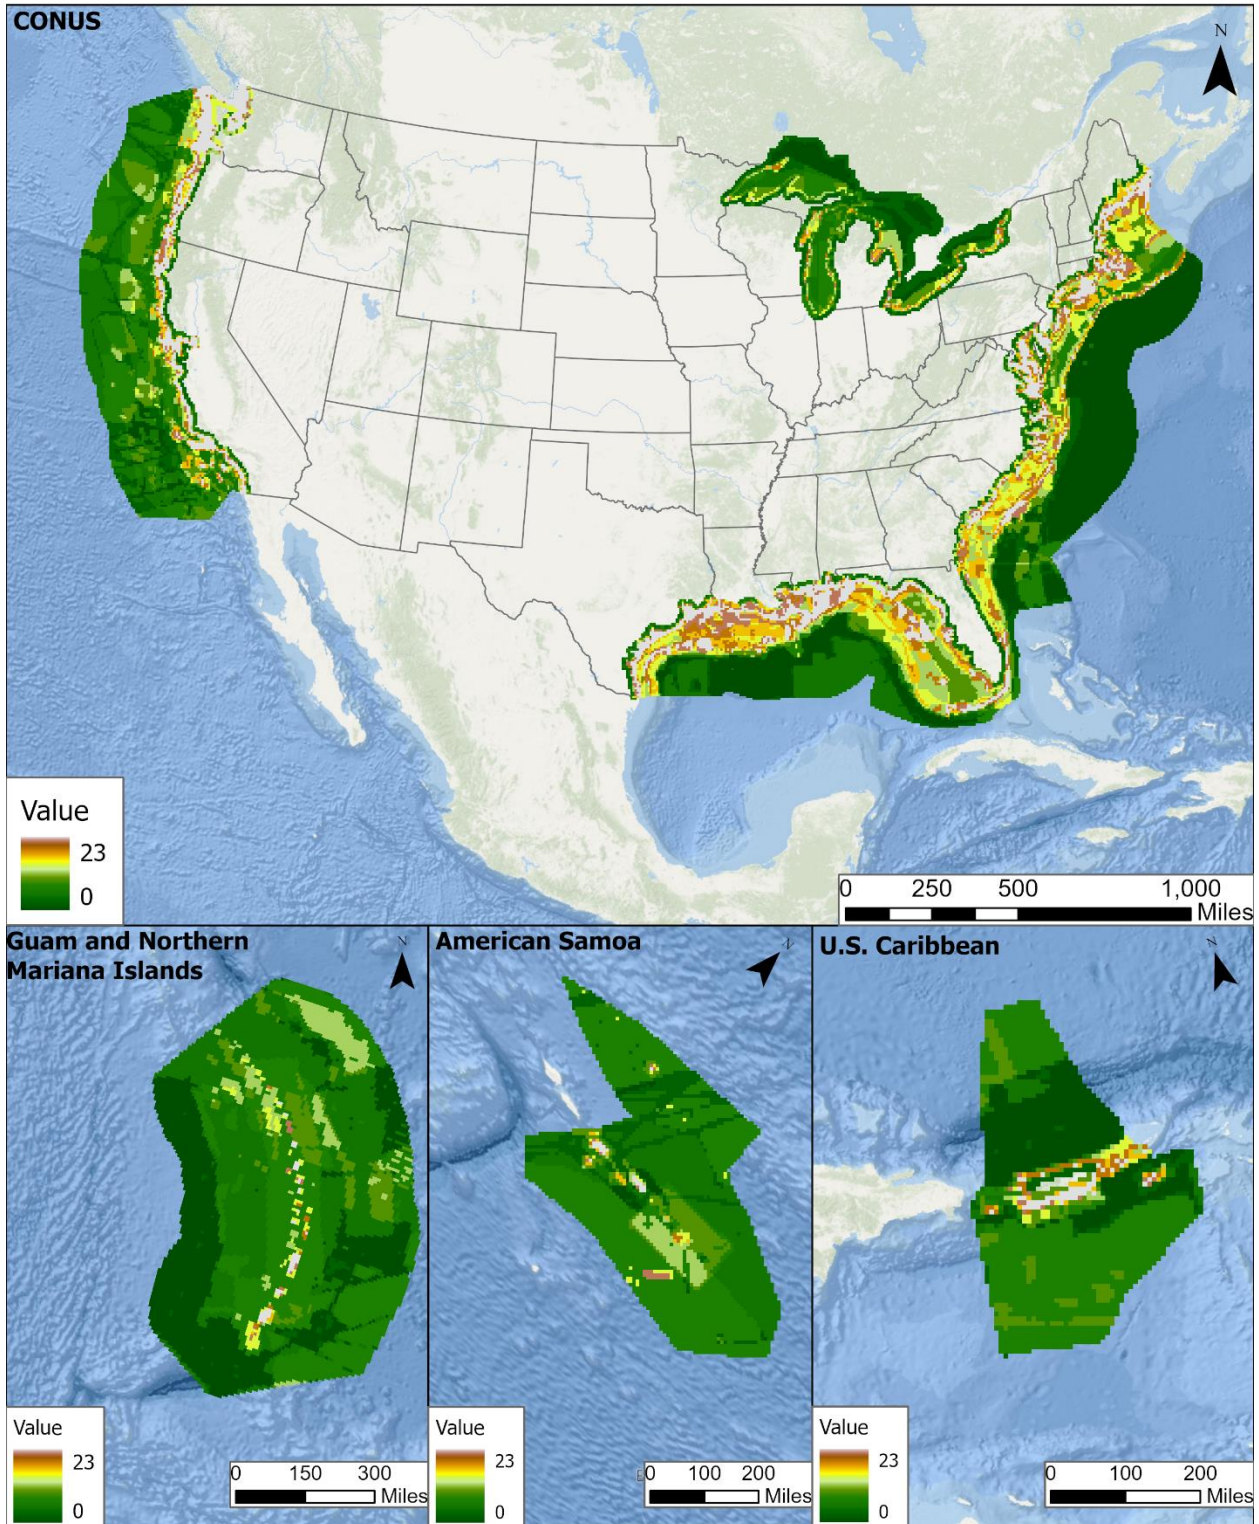 CONUS
N
Value
23
0
0 250 500 1,000
Miles
Guam and Northern
Mariana Islands
N
Value
23
0
0 150 300
Miles
American Samoa
N
Value
23
0
0 100 200
Miles
U.S. Caribbean
N
Value
23
0
0 100 200
Miles